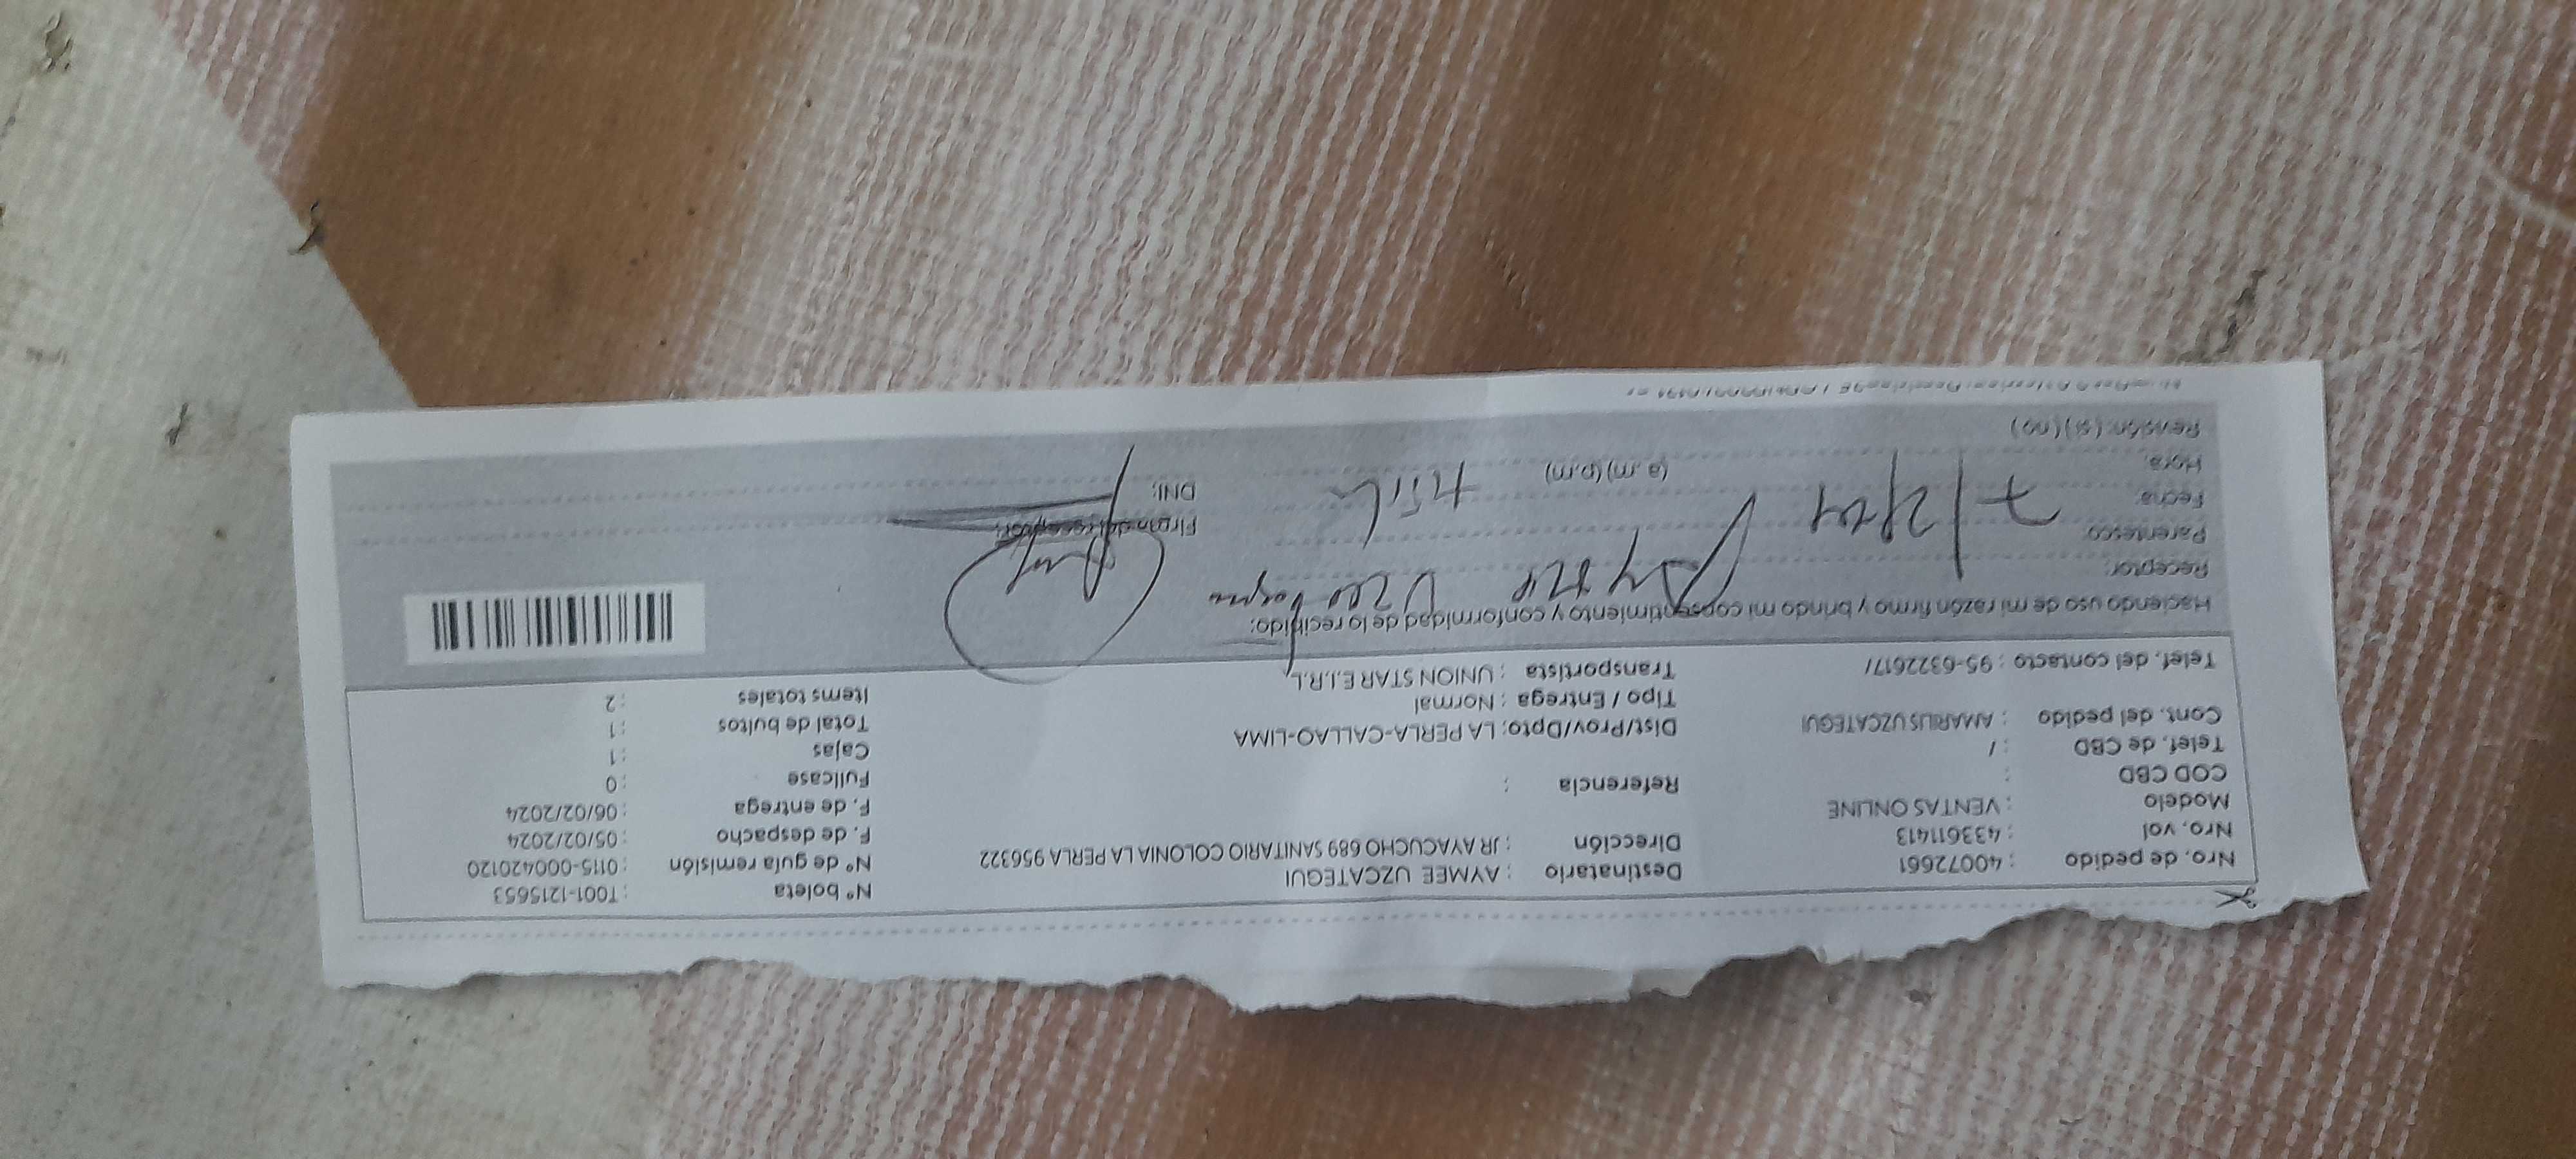 Nro. de pedido : 40072661
Nro. vol : 433611413
Modelo : VENTAS ONLINE
COD CBD :
Telef. de CBD : /
Cont. del pedido : AMARILIS UZCATEGUI
Telef. del contacto : 95-6322617/
Destinatario : AYMEE UZCATEGUI
Dirección : JR AYACUCHO 689 SANITARIO COLONIA LA PERLA 956322
Referencia :
Dist/Prov/Dpto: LA PERLA-CALLAO-LIMA
Tipo / Entrega : Normal
Transportista : UNION STAR E.I.R.L.
N° boleta : T001-1215653
N° de guía remisión : 0115-000420120
F. de despacho : 05/02/2024
F. de entrega : 06/02/2024
Fullcase : 0
Cajas : 1
Total de bultos : 1
Items totales : 2
Haciendo uso de mi razón firmo y brindo mi consentimiento y conformidad de lo recibido:
Receptor:
Parentesco:
Fecha:
Hora: (a.m) (p.m)
Revisión: (si) (no)
Firma del receptor:
DNI: